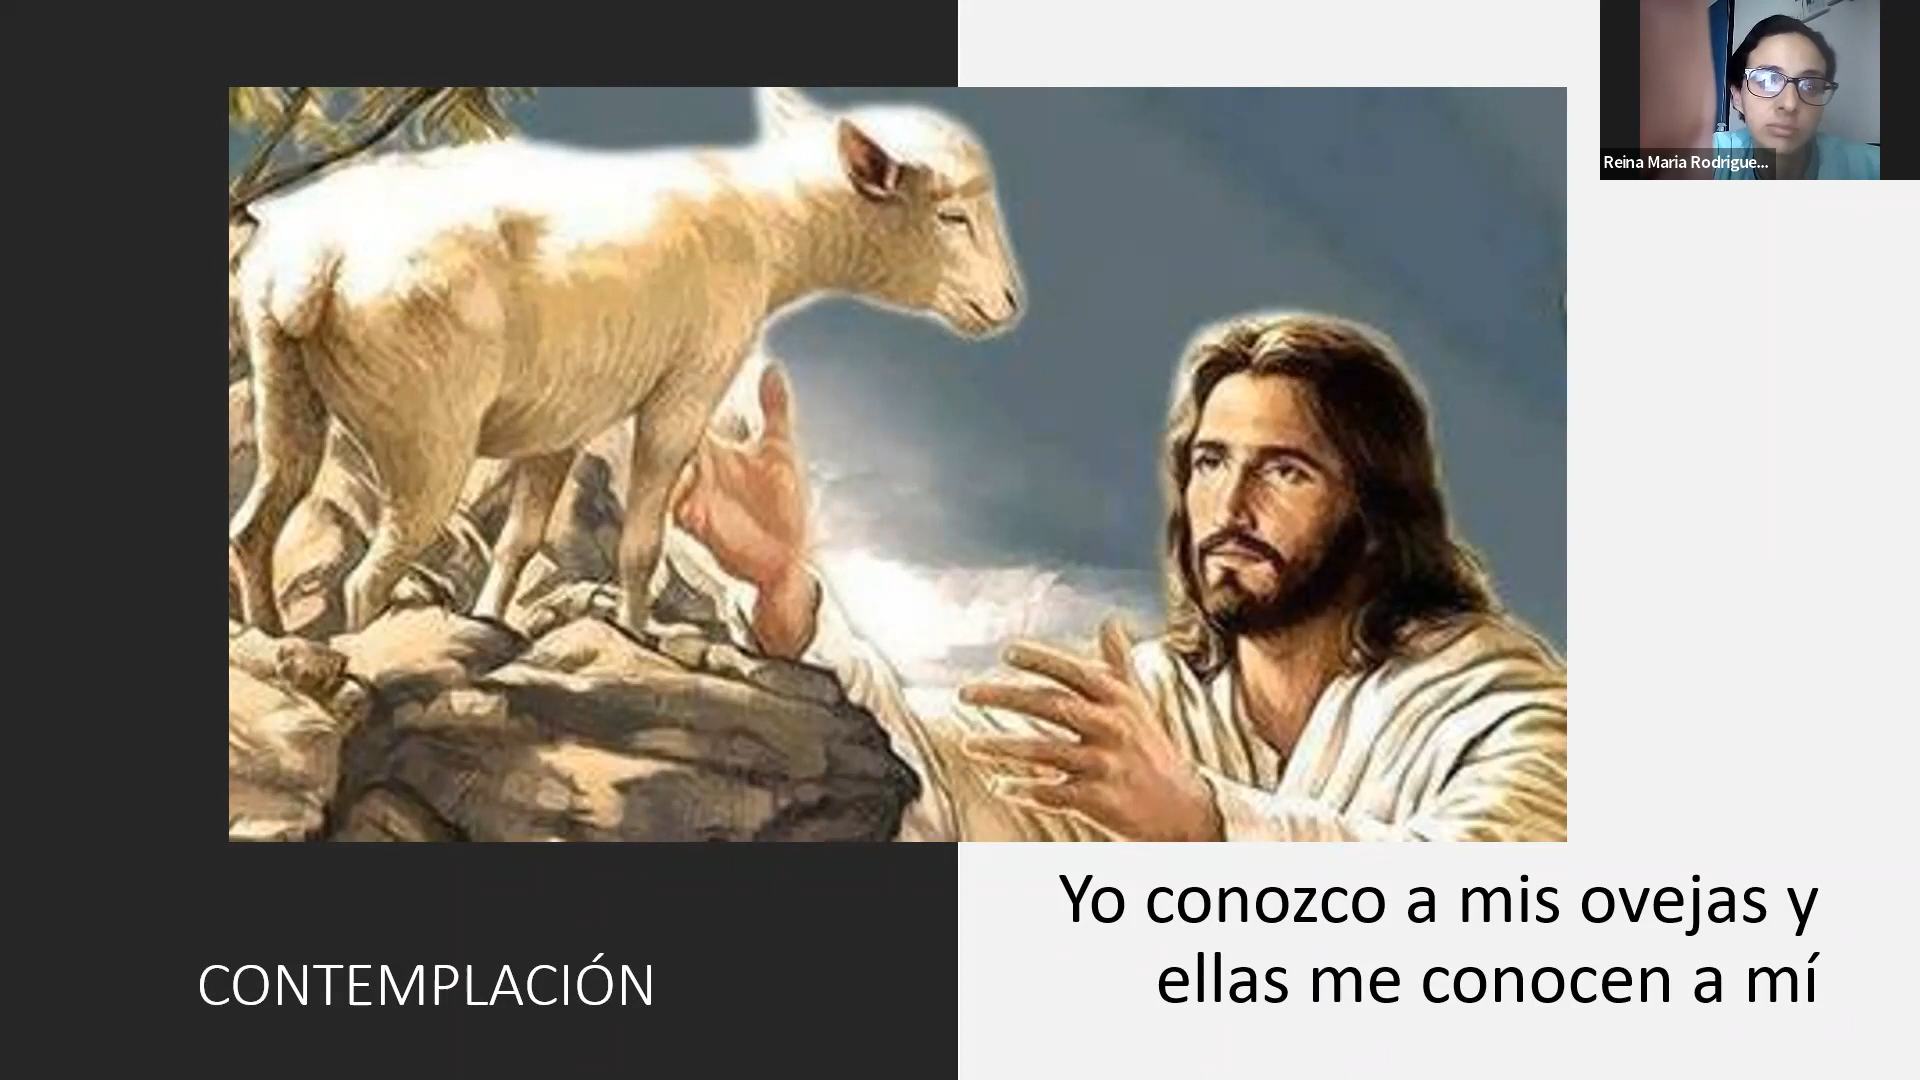 Reina Maria Rodrigue...
Yo conozco a mis ovejas y
ellas me conocen a mí
CONTEMPLACIÓN